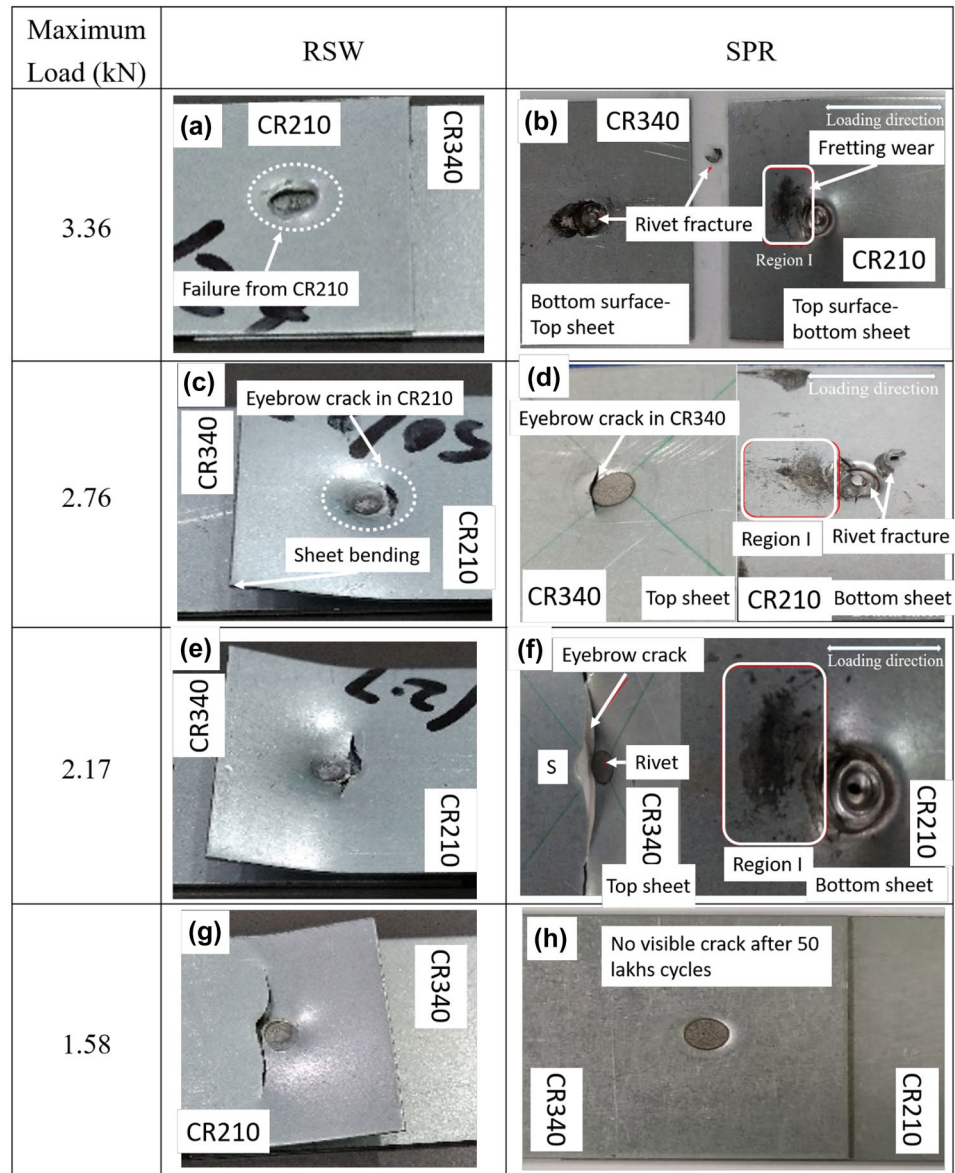 Maximum
Load (kN)
RSW
SPR
3.36
(a)
CR210
CR340
Failure from CR210
(b)
CR340
Loading direction
Fretting wear
Rivet fracture
Region I
CR210
Bottom surface-
Top sheet
Top surface-
bottom sheet
2.76
(c)
Eyebrow crack in CR210
CR340
Sheet bending
CR210
(d)
Loading direction
Eyebrow crack in CR340
Region I
Rivet fracture
CR340
Top sheet
CR210
Bottom sheet
2.17
(e)
CR340
CR210
(f)
Eyebrow crack
Loading direction
S
Rivet
CR340
CR210
Region I
Top sheet
Bottom sheet
1.58
(g)
CR340
CR210
(h)
No visible crack after 50
lakhs cycles
CR340
CR210